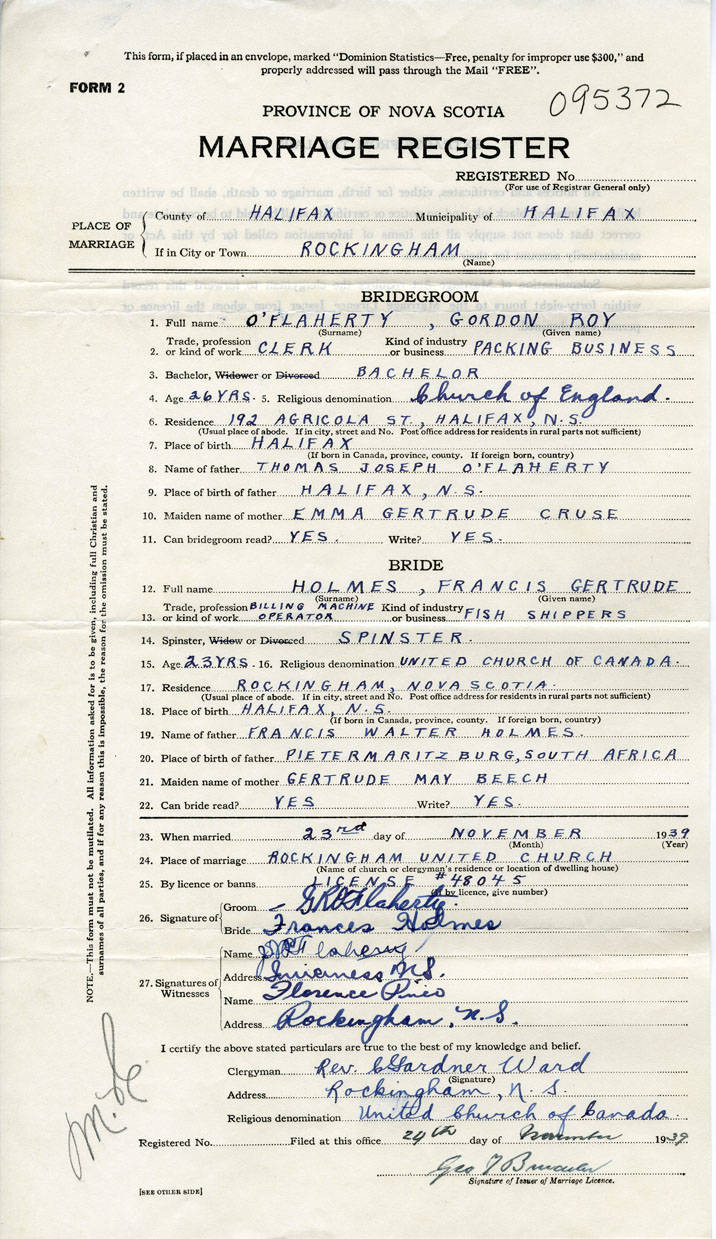 This form, if placed in an envelope, marked "Dominion Statistics—Free, penalty for improper use $300," and
properly addressed will pass through the Mail "FREE".
FORM 2
095372
PROVINCE OF NOVA SCOTIA
MARRIAGE REGISTER
REGISTERED No.
(For use of Registrar General only)
PLACE OF MARRIAGE
County of HALIFAX Municipality of HALIFAX
If in City or Town ROCKINGHAM
(Name)
BRIDEGROOM
1. Full name O'FLAHERTY, GORDON ROY
(Surname) (Given name)
Trade, profession Kind of industry
2. or kind of work CLERK or business PACKING BUSINESS
3. Bachelor, Widower or Divorced BACHELOR
4. Age 26 YRS. 5. Religious denomination Church of England.
6. Residence 192 AGRICOLA ST., HALIFAX, N.S.
(Usual place of abode. If in city, street and No. Post office address for residents in rural parts not sufficient)
7. Place of birth HALIFAX
(If born in Canada, province, county. If foreign born, country)
8. Name of father THOMAS JOSEPH O'FLAHERTY
9. Place of birth of father HALIFAX, N.S.
10. Maiden name of mother EMMA GERTRUDE CRUSE
11. Can bridegroom read? YES. Write? YES.
BRIDE
12. Full name HOLMES, FRANCIS GERTRUDE
(Surname) (Given name)
Trade, profession BILLING MACHINE Kind of industry
13. or kind of work OPERATOR or business FISH SHIPPERS
14. Spinster, Widow or Divorced SPINSTER.
15. Age 23 YRS. 16. Religious denomination UNITED CHURCH OF CANADA.
17. Residence ROCKINGHAM, NOVA SCOTIA.
(Usual place of abode. If in city, street and No. Post office address for residents in rural parts not sufficient)
18. Place of birth HALIFAX, N.S.
(If born in Canada, province, county. If foreign born, country)
19. Name of father FRANCIS WALTER HOLMES.
20. Place of birth of father PIETERMARITZBURG, SOUTH AFRICA
21. Maiden name of mother GERTRUDE MAY BEECH
22. Can bride read? YES Write? YES.
23. When married 23rd day of NOVEMBER 1939
(Month) (Year)
24. Place of marriage ROCKINGHAM UNITED CHURCH
(Name of church or clergyman's residence or location of dwelling house)
25. By licence or banns LICENSE #48045
(If by licence, give number)
26. Signature of
Groom G R O'Flaherty.
Bride Frances Holmes
27. Signatures of Witnesses
Name O'Flaherty
Address Inverness N.S.
Name Florence
Address Rockingham, N.S.
I certify the above stated particulars are true to the best of my knowledge and belief.
Clergyman Rev. C Gardner Ward
(Signature)
Address Rockingham, N.S.
Religious denomination United Church of Canada.
Registered No. Filed at this office 24th day of November 1939
Geo
Signature of Issuer of Marriage Licence.
[SEE OTHER SIDE]
NOTE.—This form must not be mutilated. All information asked for is to be given, including full Christian and
surnames of all parties, and if for any reason this is impossible, the reason for the omission must be stated.